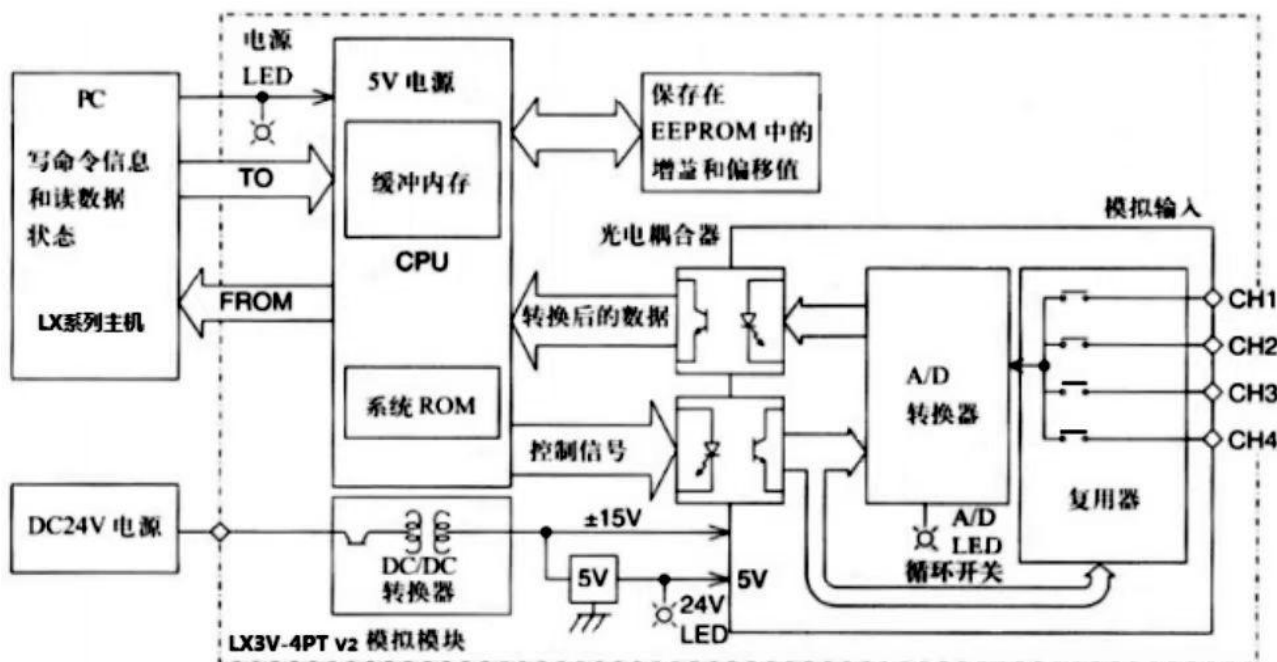 电源
LED
PC
写命令信息
和读数据
状态
LX系列主机
TO
FROM
5V 电源
缓冲内存
CPU
系统 ROM
保存在
EEPROM 中的
增益和偏移值
模拟输入
光电耦合器
转换后的数据
控制信号
A/D
转换器
复用器
CH1
CH2
CH3
CH4
A/D
LED
循环开关
DC24V 电源
DC/DC
转换器
±15V
5V
5V
24V
LED
LX3V-4PT v2 模拟模块